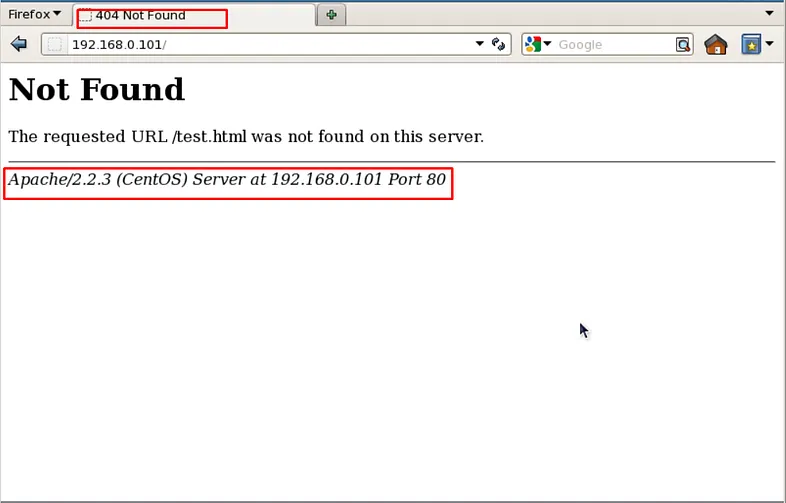 Firefox
404 Not Found
192.168.0.101/
Google
Not Found
The requested URL /test.html was not found on this server.
Apache/2.2.3 (CentOS) Server at 192.168.0.101 Port 80